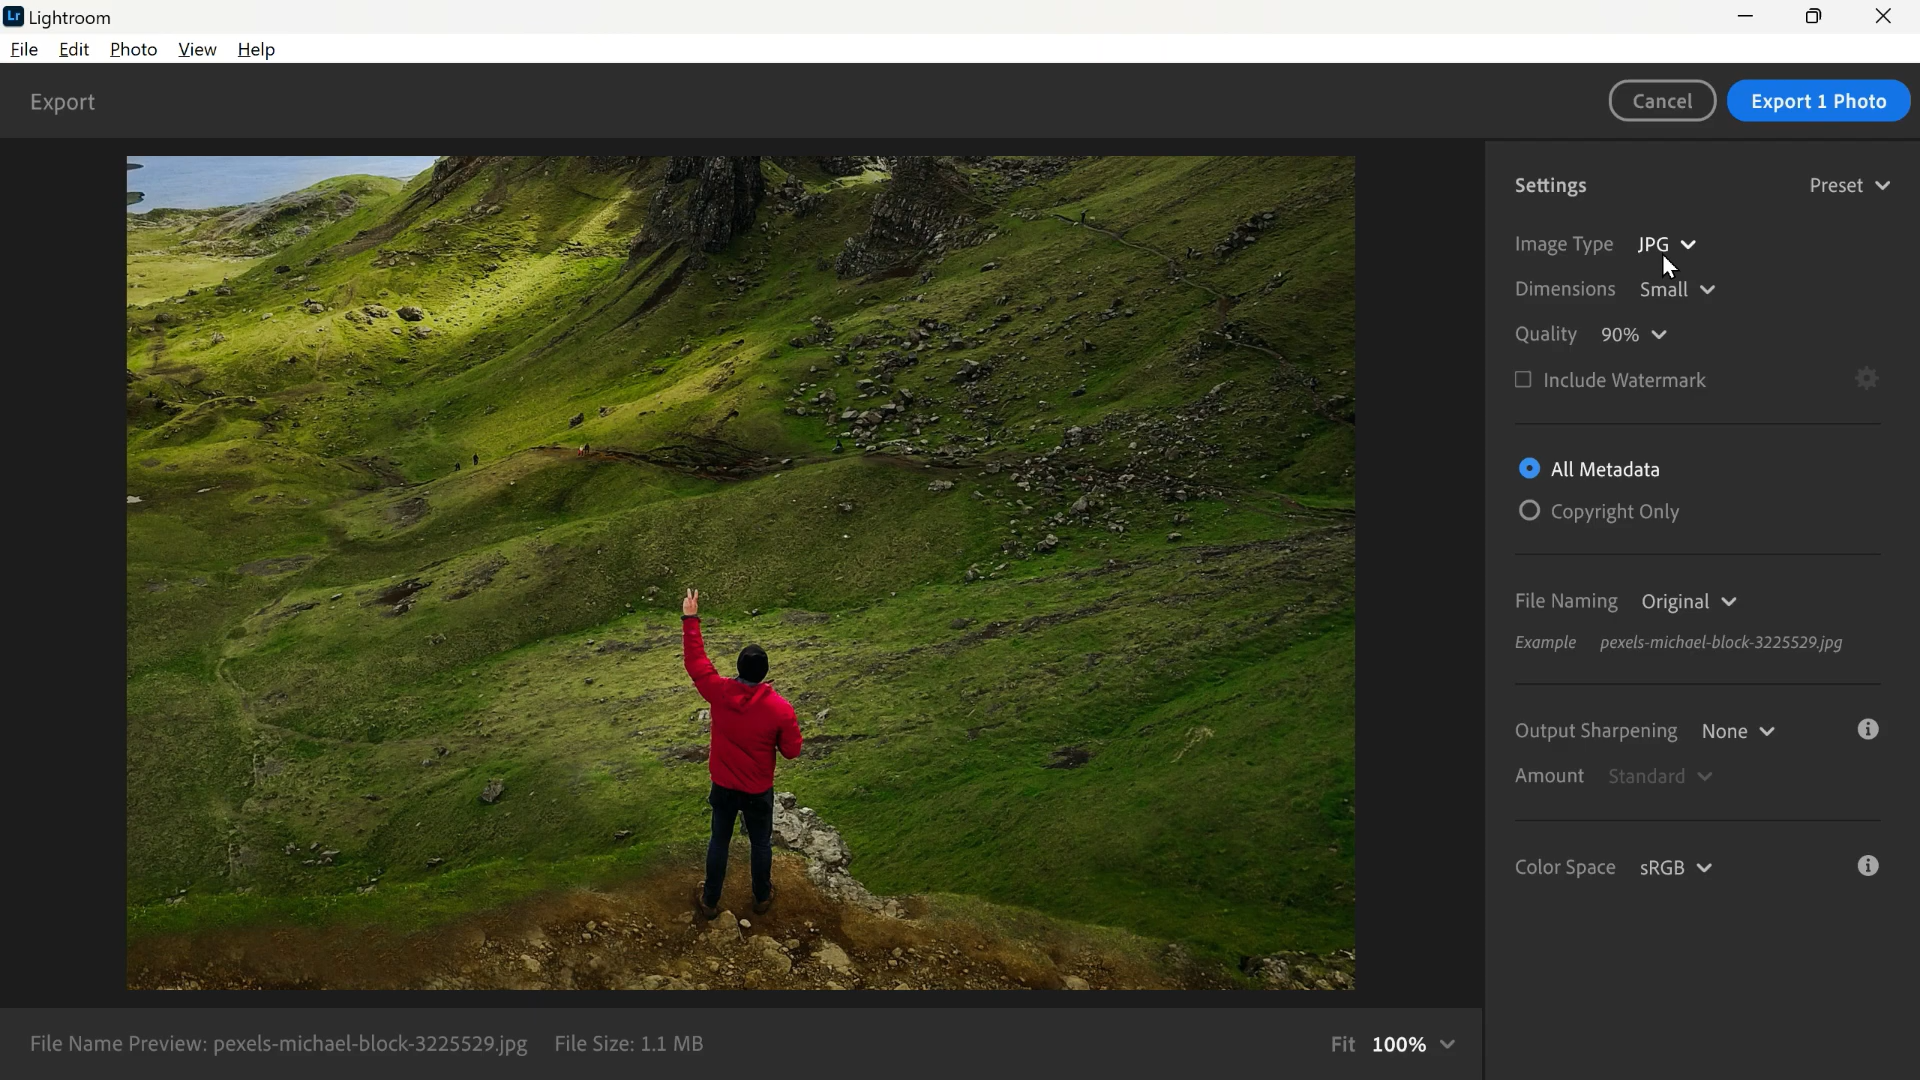 Lr Lightroom
File Edit Photo View Help
Export
Cancel
Export 1 Photo
Settings
Preset
Image Type JPG
Dimensions Small
Quality 90%
Include Watermark
All Metadata
Copyright Only
File Naming Original
Example pexels-michael-block-3225529.jpg
Output Sharpening None
Amount Standard
Color Space sRGB
File Name Preview: pexels-michael-block-3225529.jpg File Size: 1.1 MB
Fit 100%